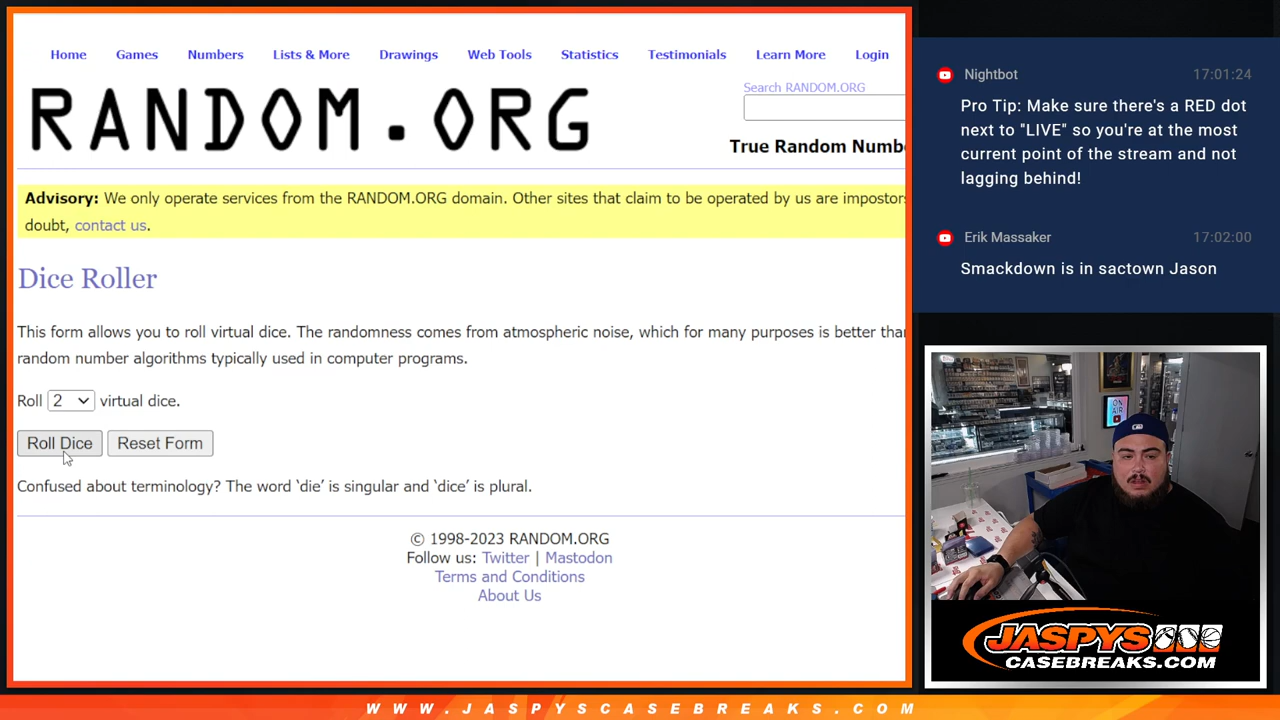 Home Games Numbers Lists & More Drawings Web Tools Statistics Testimonials Learn More Login
RANDOM.ORG
Search RANDOM.ORG
True Random Numb
Advisory: We only operate services from the RANDOM.ORG domain. Other sites that claim to be operated by us are impostors
doubt, contact us.
Dice Roller
This form allows you to roll virtual dice. The randomness comes from atmospheric noise, which for many purposes is better than
random number algorithms typically used in computer programs.
Roll 2 virtual dice.
Roll Dice Reset Form
Confused about terminology? The word ‘die’ is singular and ‘dice’ is plural.
© 1998-2023 RANDOM.ORG
Follow us: Twitter | Mastodon
Terms and Conditions
About Us
Nightbot 17:01:24
Pro Tip: Make sure there's a RED dot
next to "LIVE" so you're at the most
current point of the stream and not
lagging behind!
Erik Massaker 17:02:00
Smackdown is in sactown Jason
ON
AIR
JASPYS
CASEBREAKS.COM
WWW.JASPYSCASEBREAKS.COM